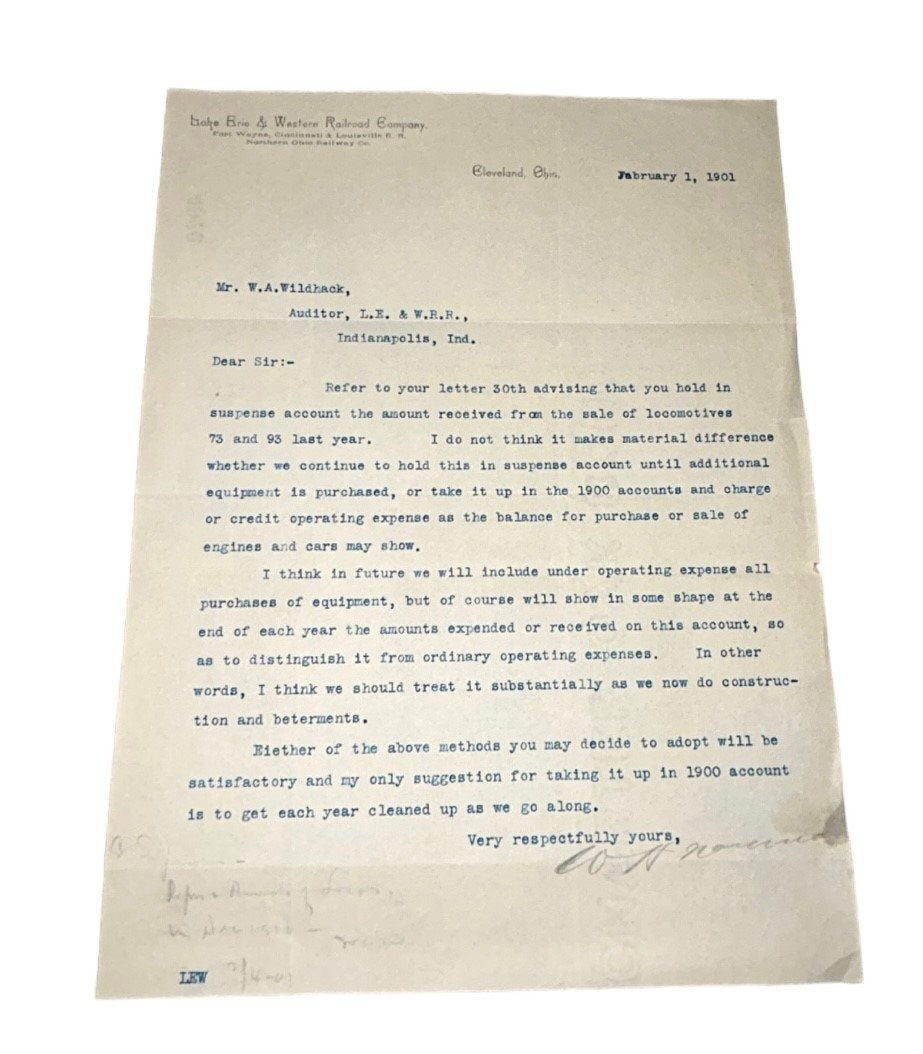 Lake Erie & Western Railroad Company.
Fort Wayne, Cincinnati & Louisville R. R.
Northern Ohio Railway Co.
Cleveland, Ohio, February 1, 1901
Mr. W.A.Wildhack,
Auditor, L.E. & W.R.R.,
Indianapolis, Ind.
Dear Sir:-
Refer to your letter 30th advising that you hold in
suspense account the amount received from the sale of locomotives
73 and 93 last year. I do not think it makes material difference
whether we continue to hold this in suspense account until additional
equipment is purchased, or take it up in the 1900 accounts and charge
or credit operating expense as the balance for purchase or sale of
engines and cars may show.
I think in future we will include under operating expense all
purchases of equipment, but of course will show in some shape at the
end of each year the amounts expended or received on this account, so
as to distinguish it from ordinary operating expenses. In other
words, I think we should treat it substantially as we now do construc-
tion and beterments.
Eiether of the above methods you may decide to adopt will be
satisfactory and my only suggestion for taking it up in 1900 account
is to get each year cleaned up as we go along.
Very respectfully yours,
W H
LEW